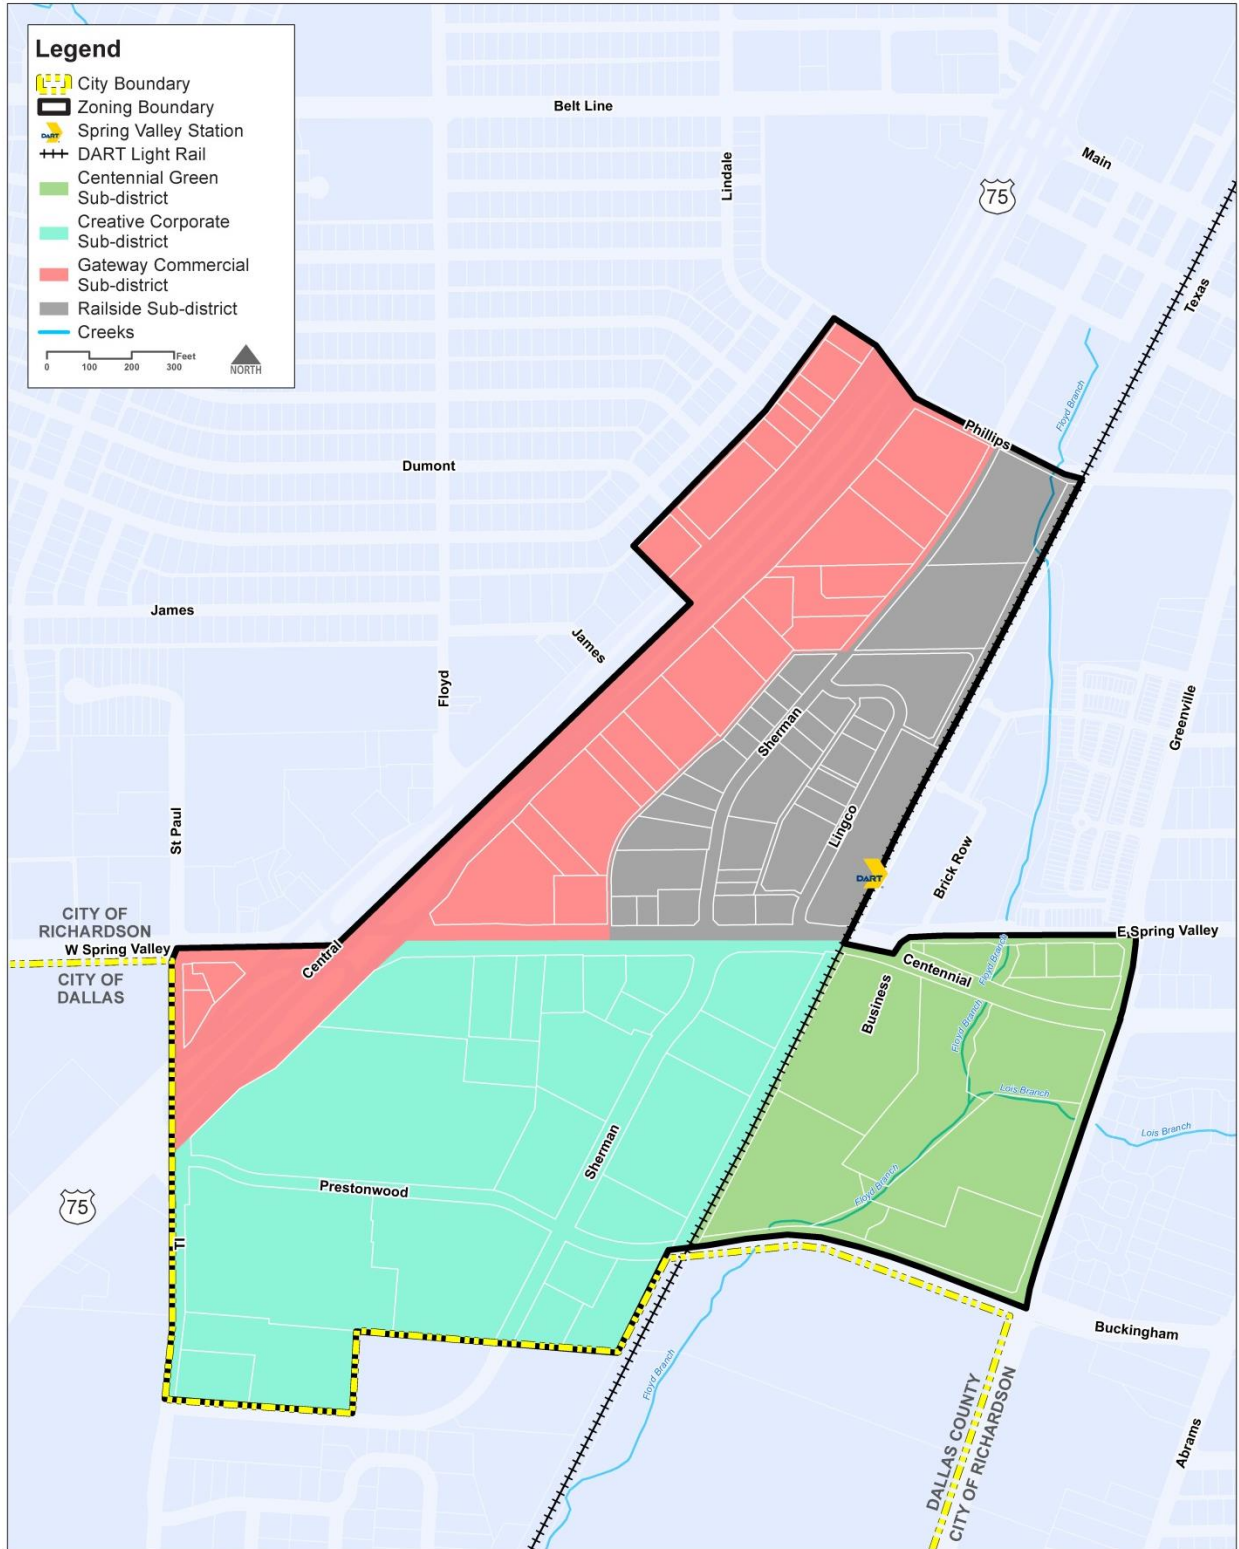 Legend
City Boundary
Zoning Boundary
DART
Spring Valley Station
DART Light Rail
Centennial Green
Sub-district
Creative Corporate
Sub-district
Gateway Commercial
Sub-district
Railside Sub-district
Creeks
Feet
0 100 200 300
NORTH
Belt Line
Lindale
Main
75
Texas
Floyd Branch
Phillips
Dumont
James
James
Floyd
Sherman
Greenville
St Paul
Lingco
Brick Row
DART
CITY OF
RICHARDSON
W Spring Valley
CITY OF
DALLAS
Central
E Spring Valley
Centennial
Floyd Branch
Business
Floyd Branch
Lois Branch
Lois Branch
Sherman
Prestonwood
Floyd Branch
75
TI
Buckingham
Floyd Branch
DALLAS COUNTY
CITY OF RICHARDSON
Abrams